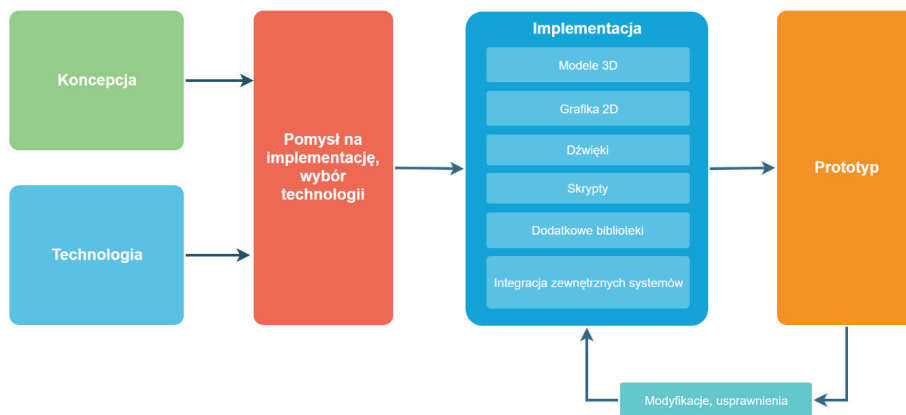 Koncepcja
Technologia
Pomysł na
implementację,
wybór
technologii
Implementacja
Modele 3D
Grafika 2D
Dźwięki
Skrypty
Dodatkowe biblioteki
Integracja zewnętrznych systemów
Prototyp
Modyfikacje, usprawnienia